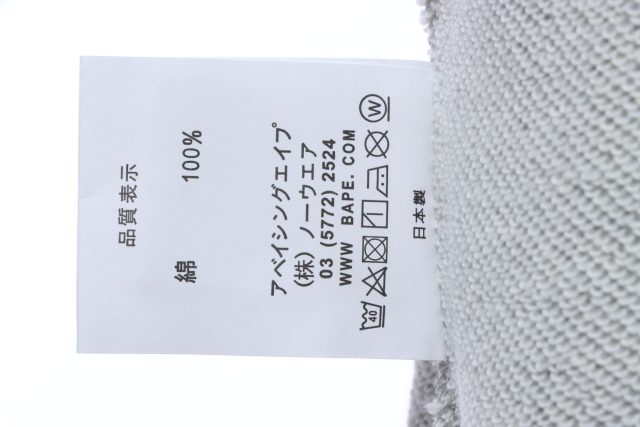 品質表示
綿 100%
アベイシングエイプ
(株) ノーウエア
03 (5772) 2524
WWW BAPE.COM
40 W
日本製